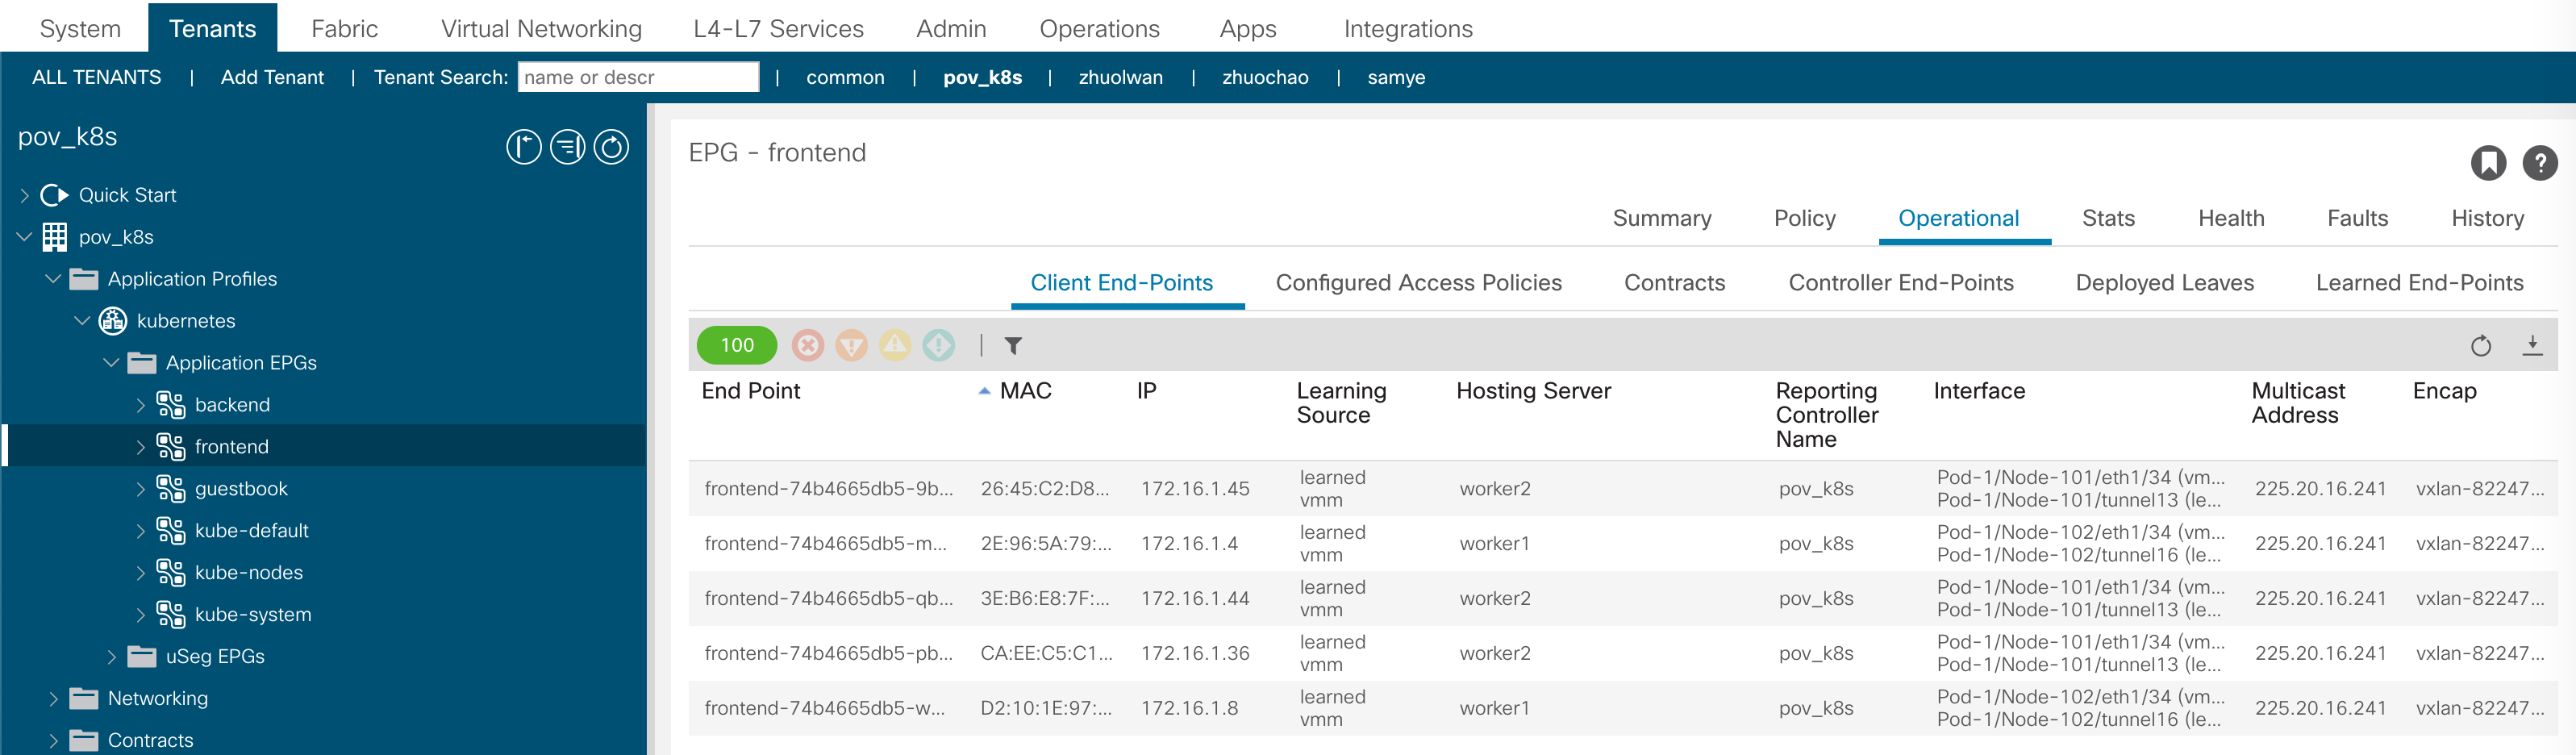 System Tenants Fabric Virtual Networking L4-L7 Services Admin Operations Apps Integrations
ALL TENANTS | Add Tenant | Tenant Search: name or descr | common | pov_k8s | zhuolwan | zhuochao | samye
pov_k8s
Quick Start
pov_k8s
Application Profiles
kubernetes
Application EPGs
backend
frontend
guestbook
kube-default
kube-nodes
kube-system
uSeg EPGs
Networking
Contracts
EPG - frontend
Summary Policy Operational Stats Health Faults History
Client End-Points Configured Access Policies Contracts Controller End-Points Deployed Leaves Learned End-Points
100
End Point MAC IP Learning Source Hosting Server Reporting Controller Name Interface Multicast Address Encap
frontend-74b4665db5-9b... 26:45:C2:D8... 172.16.1.45 learned vmm worker2 pov_k8s Pod-1/Node-101/eth1/34 (vm... Pod-1/Node-101/tunnel13 (le... 225.20.16.241 vxlan-82247...
frontend-74b4665db5-m... 2E:96:5A:79:... 172.16.1.4 learned vmm worker1 pov_k8s Pod-1/Node-102/eth1/34 (vm... Pod-1/Node-102/tunnel16 (le... 225.20.16.241 vxlan-82247...
frontend-74b4665db5-qb... 3E:B6:E8:7F:... 172.16.1.44 learned vmm worker2 pov_k8s Pod-1/Node-101/eth1/34 (vm... Pod-1/Node-101/tunnel13 (le... 225.20.16.241 vxlan-82247...
frontend-74b4665db5-pb... CA:EE:C5:C1... 172.16.1.36 learned vmm worker2 pov_k8s Pod-1/Node-101/eth1/34 (vm... Pod-1/Node-101/tunnel13 (le... 225.20.16.241 vxlan-82247...
frontend-74b4665db5-w... D2:10:1E:97:... 172.16.1.8 learned vmm worker1 pov_k8s Pod-1/Node-102/eth1/34 (vm... Pod-1/Node-102/tunnel16 (le... 225.20.16.241 vxlan-82247...